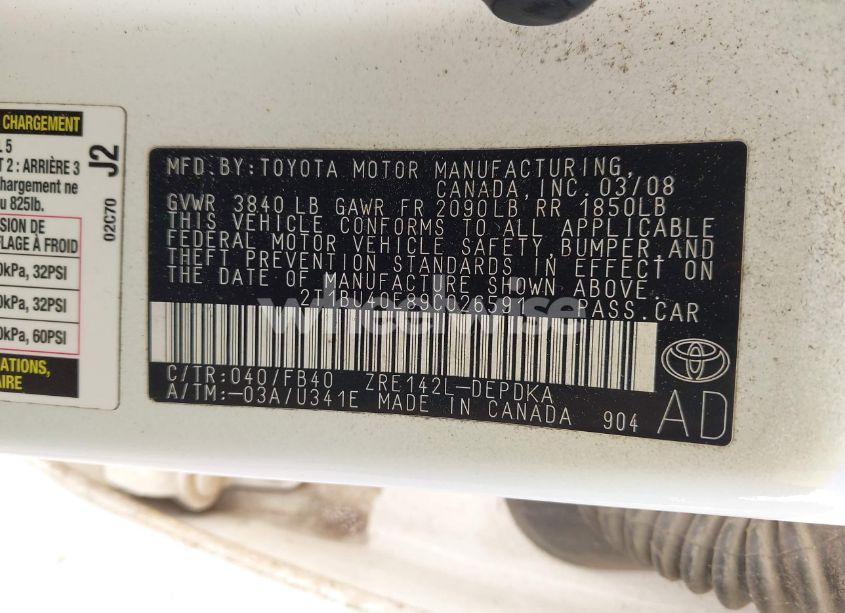 CHARGEMENT
L 5
T 2 : ARRIÈRE 3
chargement ne
u 825lb.
SION DE
FLAGE À FROID
0kPa, 32PSI
0kPa, 32PSI
0kPa, 60PSI
ATIONS,
AIRE
J2
02C70
MFD. BY: TOYOTA MOTOR MANUFACTURING,
CANADA, INC. 03/08
GVWR 3840 LB GAWR FR 2090LB RR 1850LB
THIS VEHICLE CONFORMS TO ALL APPLICABLE
FEDERAL MOTOR VEHICLE SAFETY, BUMPER, AND
THEFT PREVENTION STANDARDS IN EFFECT ON
THE DATE OF MANUFACTURE SHOWN ABOVE.
2T1BU40E89C026591 PASS. CAR
wheelwise
C/TR: 040/FB40 ZRE142L-DEPDKA
A/TM: -03A/U341E MADE IN CANADA 904 AD